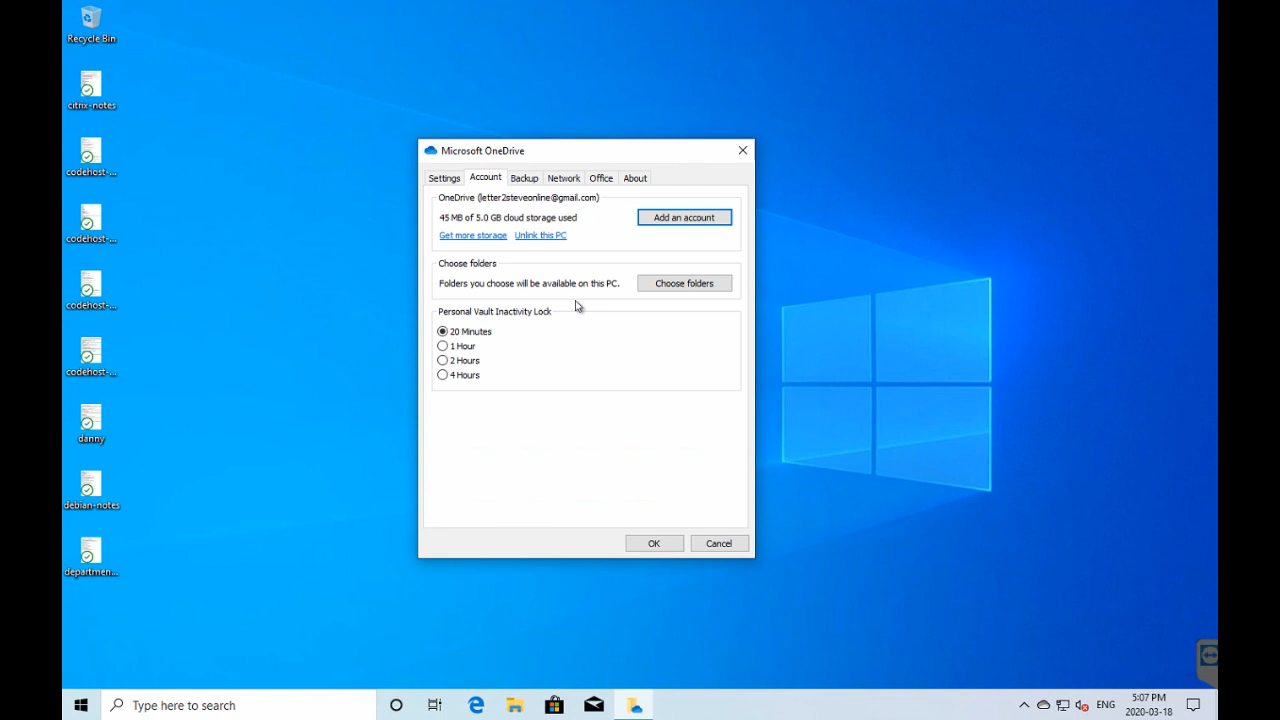 Recycle Bin
citrix-notes
codehost-...
codehost-...
codehost-...
codehost-...
danny
debian-notes
departmen...
Microsoft OneDrive
Settings Account Backup Network Office About
OneDrive (letter2steveonline@gmail.com)
45 MB of 5.0 GB cloud storage used
Add an account
Get more storage Unlink this PC
Choose folders
Folders you choose will be available on this PC.
Choose folders
Personal Vault Inactivity Lock
20 Minutes
1 Hour
2 Hours
4 Hours
OK Cancel
Type here to search
ENG
5:07 PM
2020-03-18